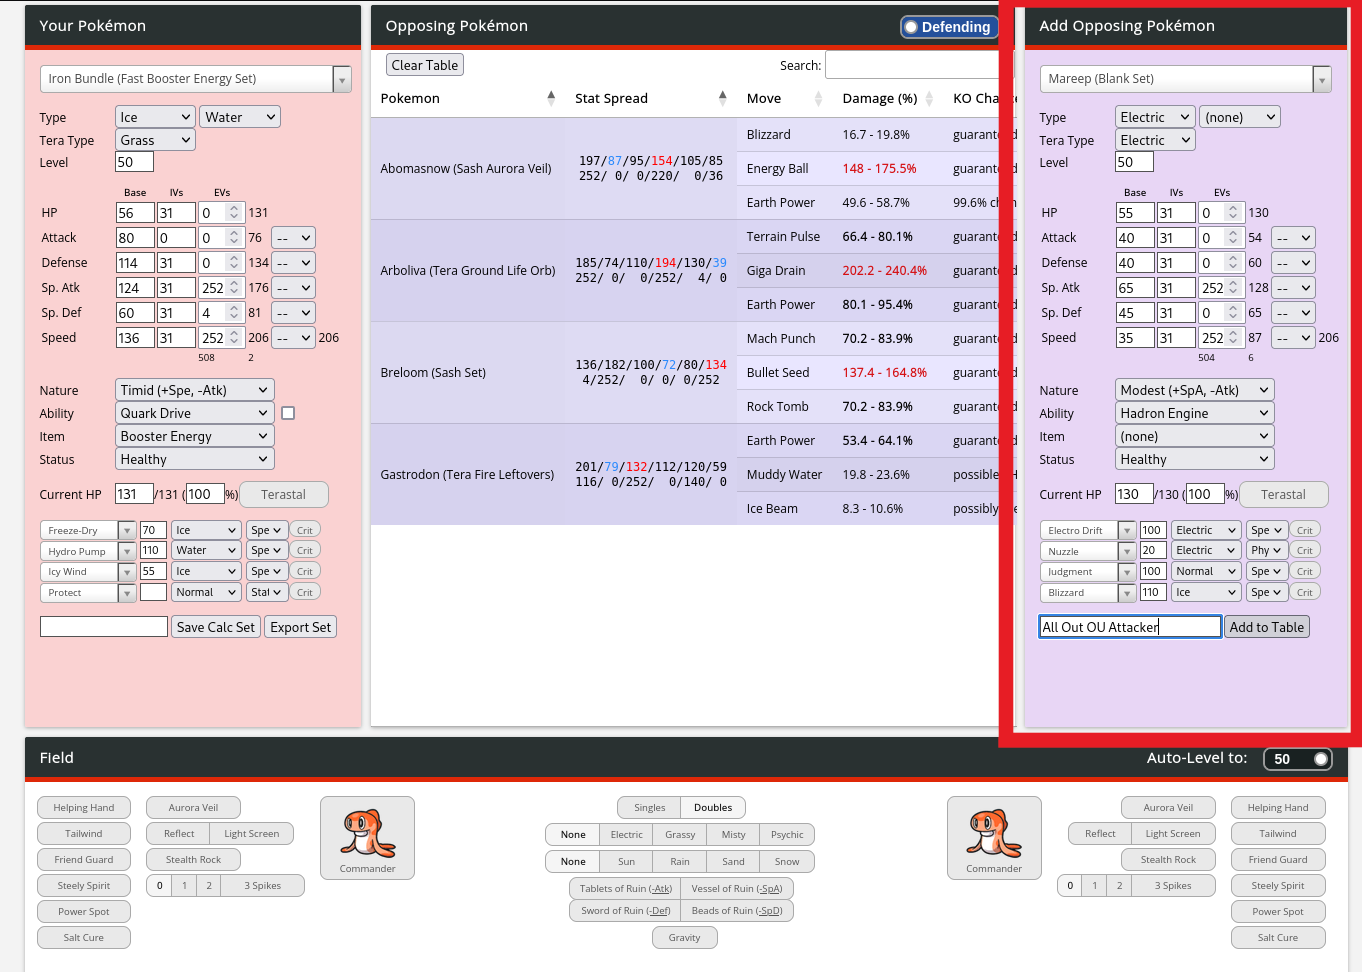 Your Pokémon
Iron Bundle (Fast Booster Energy Set)
Type Ice Water
Tera Type Grass
Level 50
Base IVs EVs
HP 56 31 0 131
Attack 80 0 0 76 --
Defense 114 31 0 134 --
Sp. Atk 124 31 252 176 --
Sp. Def 60 31 4 81 --
Speed 136 31 252 206 -- 206
508 2
Nature Timid (+Spe, -Atk)
Ability Quark Drive
Item Booster Energy
Status Healthy
Current HP 131 /131 ( 100 %) Terastal
Freeze-Dry 70 Ice Spe Crit
Hydro Pump 110 Water Spe Crit
Icy Wind 55 Ice Spe Crit
Protect Normal Stat Crit
Save Calc Set Export Set
Opposing Pokémon Defending
Clear Table Search:
Pokemon Stat Spread Move Damage (%) KO Chance
Abomasnow (Sash Aurora Veil) 197/87/95/154/105/85
252/ 0/ 0/220/ 0/36
Blizzard 16.7 - 19.8% guaranteed
Energy Ball 148 - 175.5% guaranteed
Earth Power 49.6 - 58.7% 99.6% ch
Arboliva (Tera Ground Life Orb) 185/74/110/194/130/39
252/ 0/ 0/252/ 4/ 0
Terrain Pulse 66.4 - 80.1% guaranteed
Giga Drain 202.2 - 240.4% guaranteed
Earth Power 80.1 - 95.4% guaranteed
Breloom (Sash Set) 136/182/100/72/80/134
4/252/ 0/ 0/ 0/252
Mach Punch 70.2 - 83.9% guaranteed
Bullet Seed 137.4 - 164.8% guaranteed
Rock Tomb 70.2 - 83.9% guaranteed
Gastrodon (Tera Fire Leftovers) 201/79/132/112/120/59
116/ 0/252/ 0/140/ 0
Earth Power 53.4 - 64.1% guaranteed
Muddy Water 19.8 - 23.6% possible
Ice Beam 8.3 - 10.6% possibly
Add Opposing Pokémon
Mareep (Blank Set)
Type Electric (none)
Tera Type Electric
Level 50
Base IVs EVs
HP 55 31 0 130
Attack 40 31 0 54 --
Defense 40 31 0 60 --
Sp. Atk 65 31 252 128 --
Sp. Def 45 31 0 65 --
Speed 35 31 252 87 -- 206
504 6
Nature Modest (+SpA, -Atk)
Ability Hadron Engine
Item (none)
Status Healthy
Current HP 130 /130 ( 100 %) Terastal
Electro Drift 100 Electric Spe Crit
Nuzzle 20 Electric Phy Crit
Judgment 100 Normal Spe Crit
Blizzard 110 Ice Spe Crit
All Out OU Attacker Add to Table
Field Auto-Level to: 50
Helping Hand Aurora Veil
Tailwind Reflect Light Screen
Friend Guard Stealth Rock
Steely Spirit 0 1 2 3 Spikes
Power Spot
Salt Cure
Commander
Singles Doubles
None Electric Grassy Misty Psychic
None Sun Rain Sand Snow
Tablets of Ruin (-Atk) Vessel of Ruin (-SpA)
Sword of Ruin (-Def) Beads of Ruin (-SpD)
Gravity
Commander
Aurora Veil Helping Hand
Reflect Light Screen Tailwind
Stealth Rock Friend Guard
0 1 2 3 Spikes Steely Spirit
Power Spot
Salt Cure